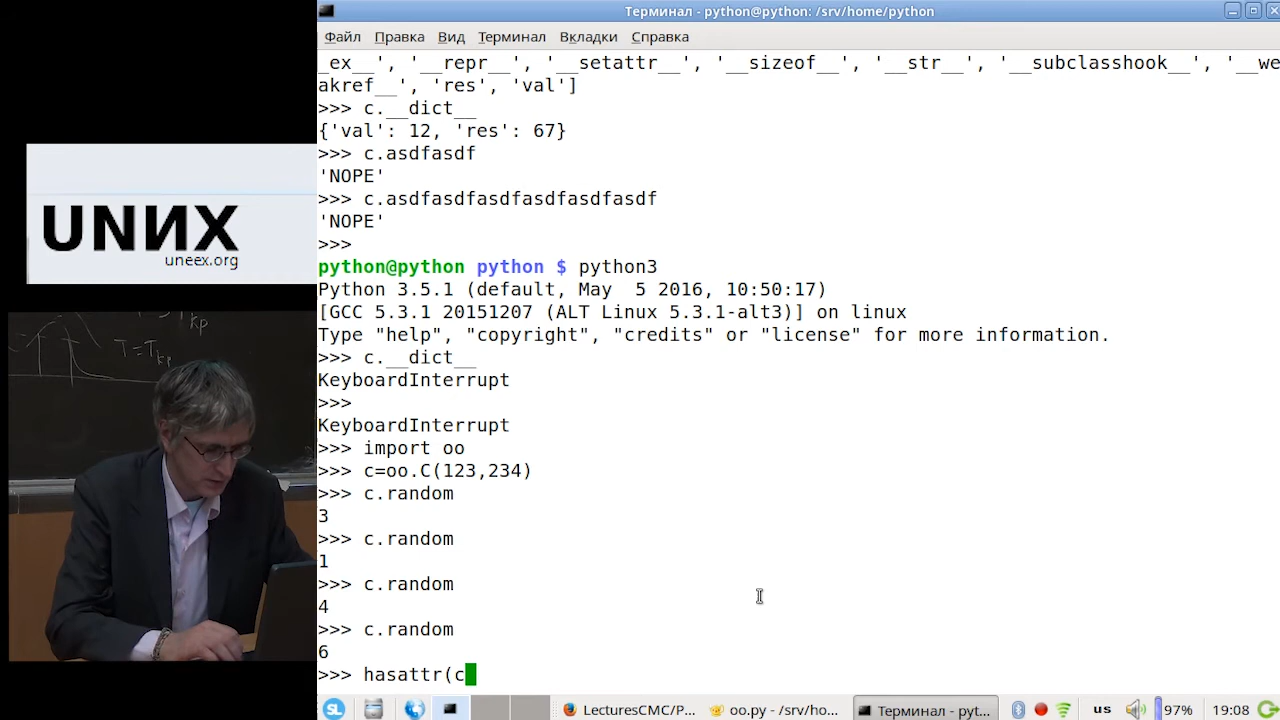 Терминал - python@python: /srv/home/python
Файл Правка Вид Терминал Вкладки Справка
_ex__', '__repr__', '__setattr__', '__sizeof__', '__str__', '__subclasshook__', '__we
akref__', 'res', 'val']
>>> c.__dict__
{'val': 12, 'res': 67}
>>> c.asdfasdf
'NOPE'
>>> c.asdfasdfasdfasdfasdfasdf
'NOPE'
>>>
python@python python $ python3
Python 3.5.1 (default, May  5 2016, 10:50:17)
[GCC 5.3.1 20151207 (ALT Linux 5.3.1-alt3)] on linux
Type "help", "copyright", "credits" or "license" for more information.
>>> c.__dict__
KeyboardInterrupt
>>>
KeyboardInterrupt
>>> import oo
>>> c=oo.C(123,234)
>>> c.random
3
>>> c.random
1
>>> c.random
4
>>> c.random
6
>>> hasattr(c
UNИX
uneex.org
кр
T=Tкр
SL LecturesCMC/P... oo.py - /srv/ho... Терминал - pyt... us 97% 19:08